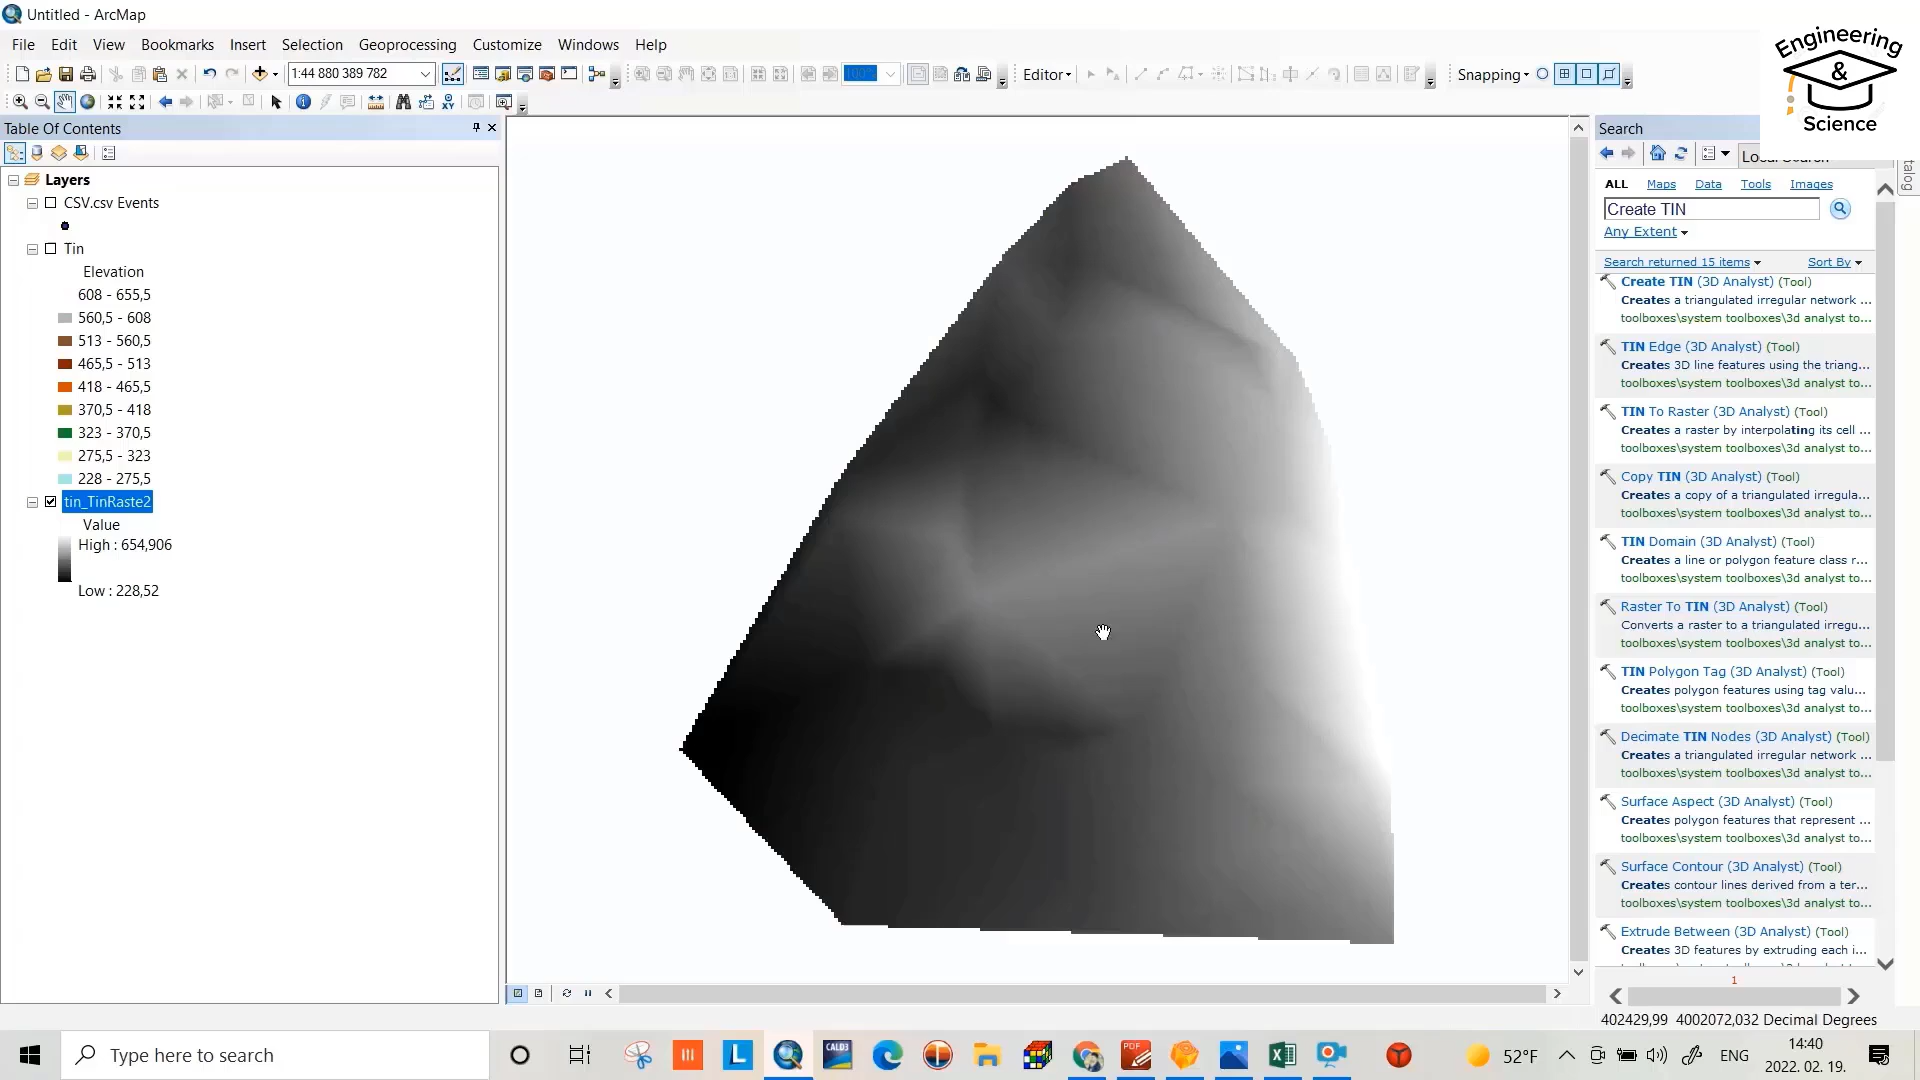 Untitled - ArcMap
File Edit View Bookmarks Insert Selection Geoprocessing Customize Windows Help
1:44 880 389 782
100%
Editor
Snapping
Engineering
&
Science
Table Of Contents
Layers
CSV.csv Events
Tin
Elevation
608 - 655,5
560,5 - 608
513 - 560,5
465,5 - 513
418 - 465,5
370,5 - 418
323 - 370,5
275,5 - 323
228 - 275,5
tin_TinRaste2
Value
High : 654,906
Low : 228,52
Search
Local Search
ALL Maps Data Tools Images
Create TIN
Any Extent
Search returned 15 items Sort By
Create TIN (3D Analyst) (Tool)
Creates a triangulated irregular network ...
toolboxes\system toolboxes\3d analyst to...
TIN Edge (3D Analyst) (Tool)
Creates 3D line features using the triang...
toolboxes\system toolboxes\3d analyst to...
TIN To Raster (3D Analyst) (Tool)
Creates a raster by interpolating its cell ...
toolboxes\system toolboxes\3d analyst to...
Copy TIN (3D Analyst) (Tool)
Creates a copy of a triangulated irregula...
toolboxes\system toolboxes\3d analyst to...
TIN Domain (3D Analyst) (Tool)
Creates a line or polygon feature class r...
toolboxes\system toolboxes\3d analyst to...
Raster To TIN (3D Analyst) (Tool)
Converts a raster to a triangulated irregu...
toolboxes\system toolboxes\3d analyst to...
TIN Polygon Tag (3D Analyst) (Tool)
Creates polygon features using tag valu...
toolboxes\system toolboxes\3d analyst to...
Decimate TIN Nodes (3D Analyst) (Tool)
Creates a triangulated irregular network ...
toolboxes\system toolboxes\3d analyst to...
Surface Aspect (3D Analyst) (Tool)
Creates polygon features that represent ...
toolboxes\system toolboxes\3d analyst to...
Surface Contour (3D Analyst) (Tool)
Creates contour lines derived from a ter...
toolboxes\system toolboxes\3d analyst to...
Extrude Between (3D Analyst) (Tool)
Creates 3D features by extruding each i...
1
402429,99 4002072,032 Decimal Degrees
Type here to search
CALD3
PDF
52°F
ENG
14:40
2022. 02. 19.